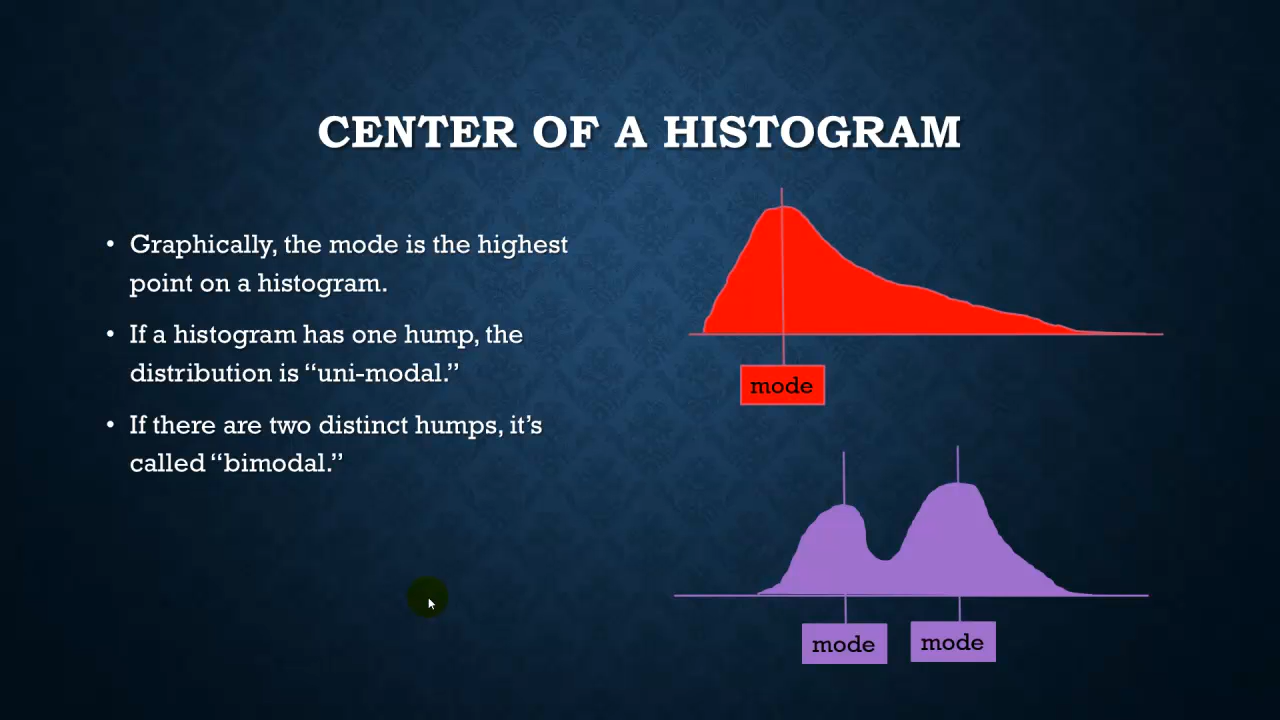 CENTER OF A HISTOGRAM
• Graphically, the mode is the highest
point on a histogram.
• If a histogram has one hump, the
distribution is “uni-modal.”
• If there are two distinct humps, it’s
called “bimodal.”
mode
mode
mode